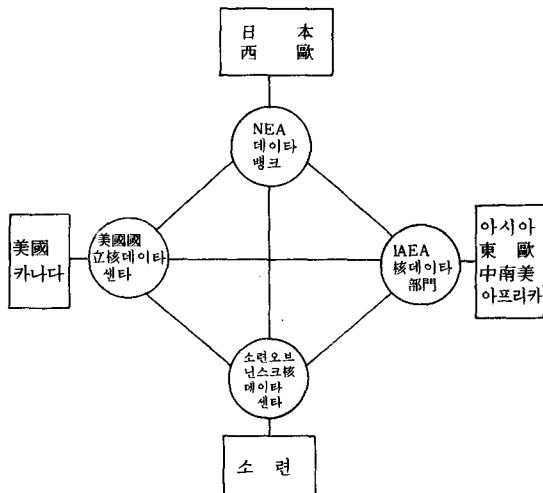 日 本
西 歐
NEA
데이타
뱅크
美國國
立核데이타
센타
美國
카나다
IAEA
核데이타
部門
아시아
東 歐
中南美
아프리카
소련오브
닌스크核
데이타
센타
소 련